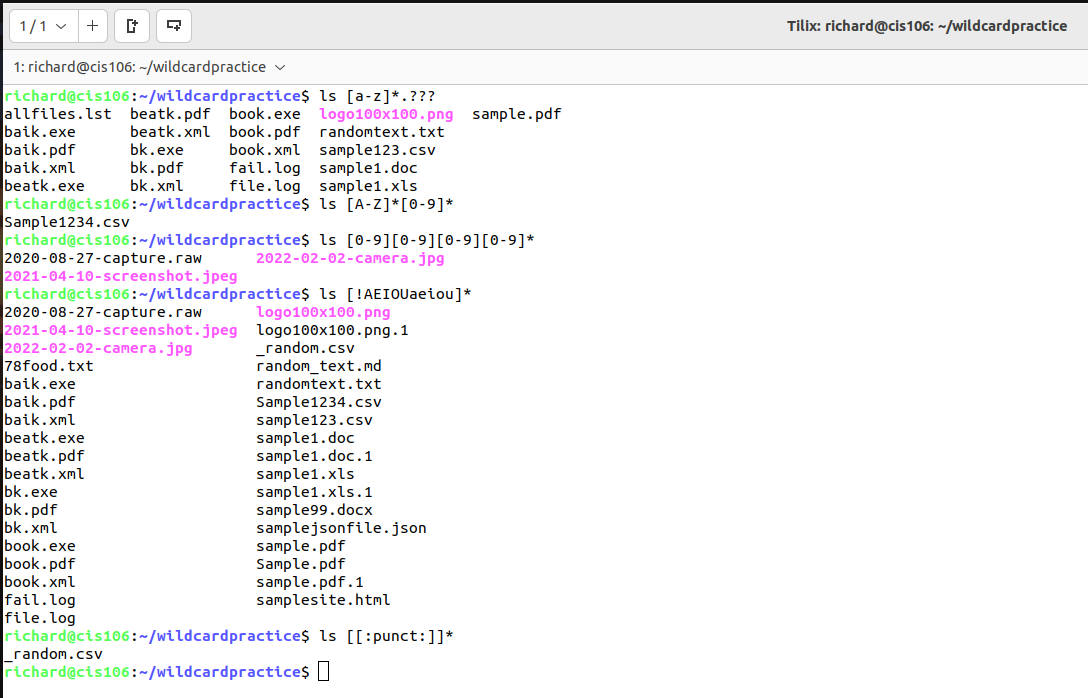 1 / 1
Tilix: richard@cis106: ~/wildcardpractice
1: richard@cis106: ~/wildcardpractice
richard@cis106:~/wildcardpractice$ ls [a-z]*.???
allfiles.lst  beatk.pdf  book.exe  logo100x100.png  sample.pdf
baik.exe      beatk.xml  book.pdf  randomtext.txt
baik.pdf      bk.exe     book.xml  sample123.csv
baik.xml      bk.pdf     fail.log  sample1.doc
beatk.exe     bk.xml     file.log  sample1.xls
richard@cis106:~/wildcardpractice$ ls [A-Z]*[0-9]*
Sample1234.csv
richard@cis106:~/wildcardpractice$ ls [0-9][0-9][0-9][0-9]*
2020-08-27-capture.raw      2022-02-02-camera.jpg
2021-04-10-screenshot.jpeg
richard@cis106:~/wildcardpractice$ ls [!AEIOUaeiou]*
2020-08-27-capture.raw      logo100x100.png
2021-04-10-screenshot.jpeg  logo100x100.png.1
2022-02-02-camera.jpg       _random.csv
78food.txt                  random_text.md
baik.exe                    randomtext.txt
baik.pdf                    Sample1234.csv
baik.xml                    sample123.csv
beatk.exe                   sample1.doc
beatk.pdf                   sample1.doc.1
beatk.xml                   sample1.xls
bk.exe                      sample1.xls.1
bk.pdf                      sample99.docx
bk.xml                      samplejsonfile.json
book.exe                    sample.pdf
book.pdf                    Sample.pdf
book.xml                    sample.pdf.1
fail.log                    samplesite.html
file.log
richard@cis106:~/wildcardpractice$ ls [[:punct:]]*
_random.csv
richard@cis106:~/wildcardpractice$